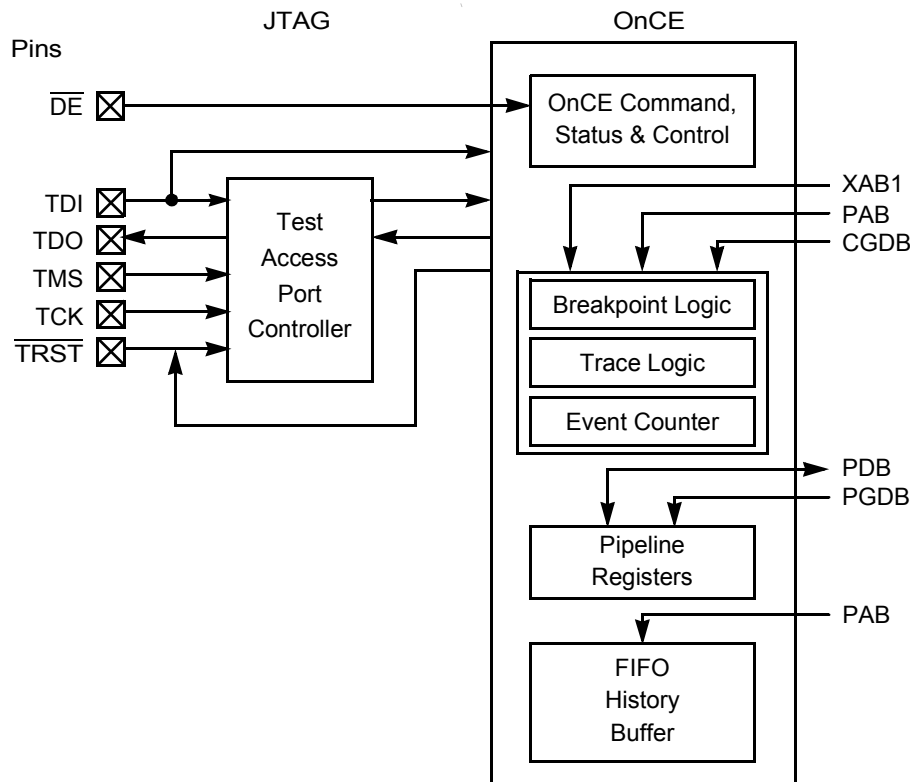 JTAG
OnCE
Pins
DE
TDI
TDO
TMS
TCK
TRST
Test
Access
Port
Controller
OnCE Command,
Status & Control
XAB1
PAB
CGDB
Breakpoint Logic
Trace Logic
Event Counter
PDB
PGDB
Pipeline
Registers
PAB
FIFO
History
Buffer